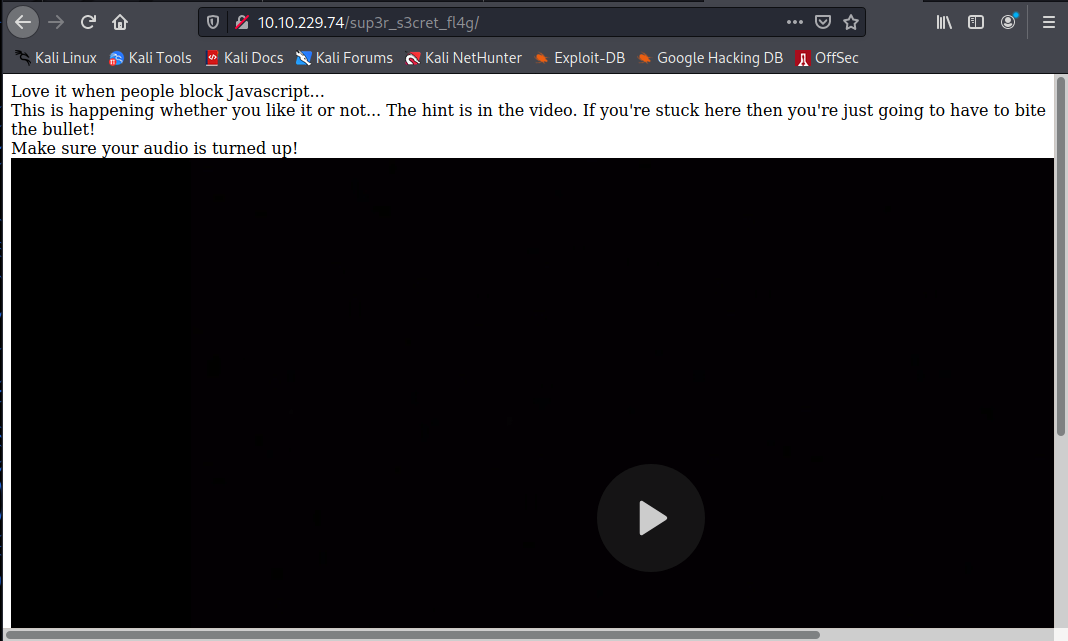 10.10.229.74/sup3r_s3cret_fl4g/
Kali Linux Kali Tools Kali Docs Kali Forums Kali NetHunter Exploit-DB Google Hacking DB OffSec
Love it when people block Javascript...
This is happening whether you like it or not... The hint is in the video. If you're stuck here then you're just going to have to bite
the bullet!
Make sure your audio is turned up!